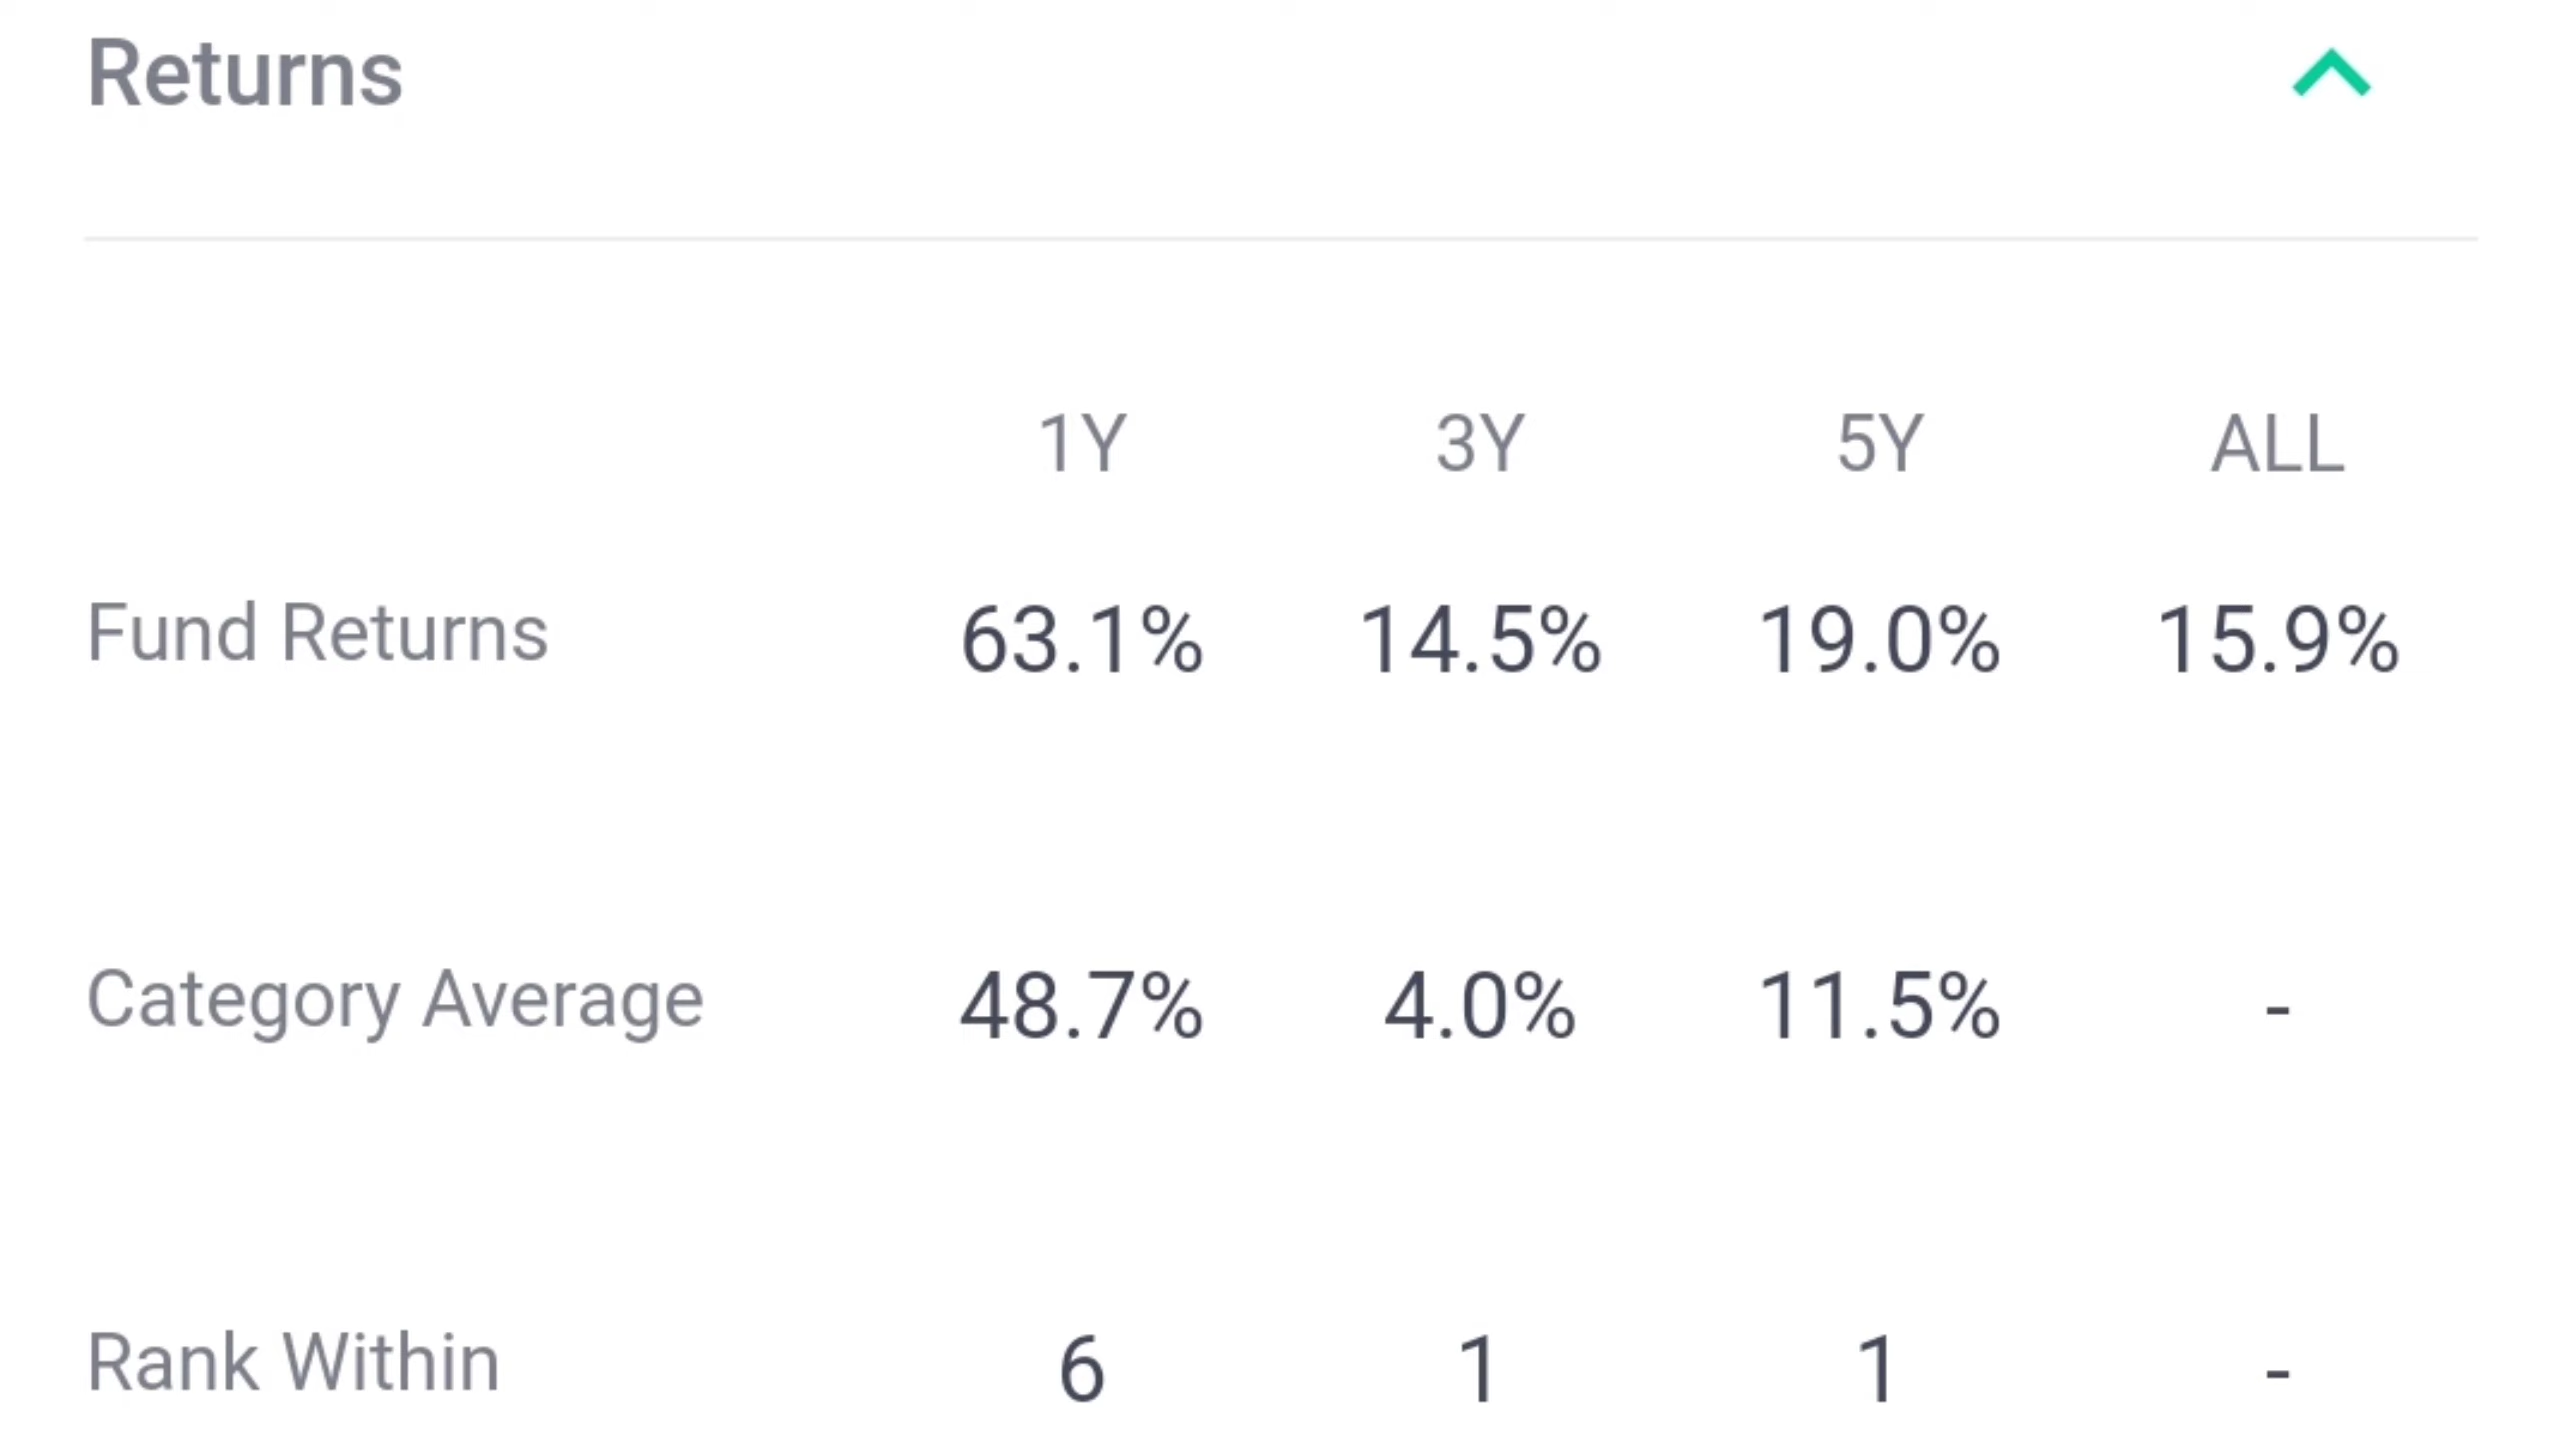 Returns
1Y 3Y 5Y ALL
Fund Returns 63.1% 14.5% 19.0% 15.9%
Category Average 48.7% 4.0% 11.5% -
Rank Within 6 1 1 -